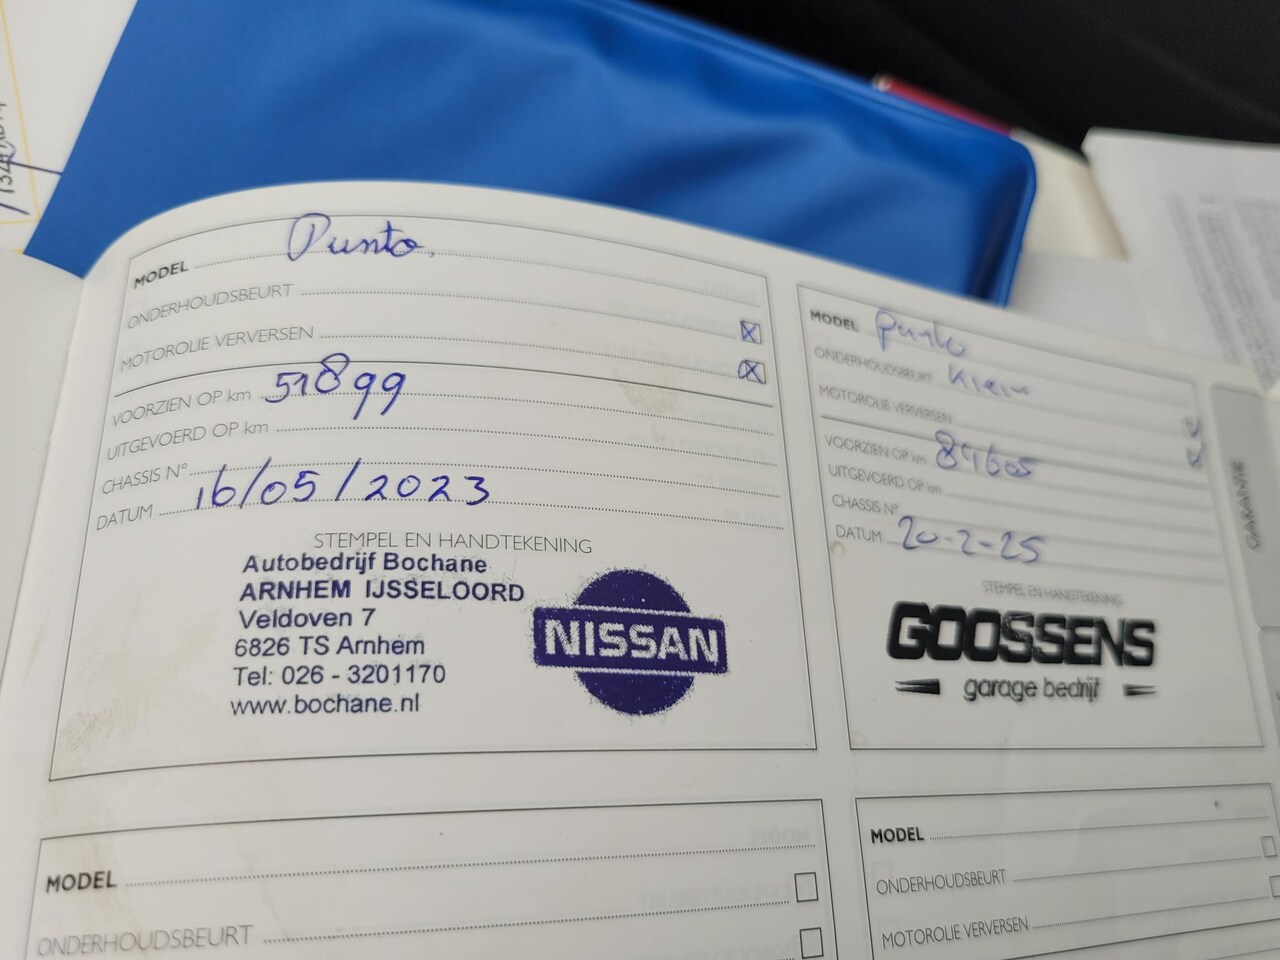 MODEL Punto
ONDERHOUDSBEURT
MOTOROLIE VERVERSEN
VOORZIEN OP km 51899
UITGEVOERD OP km
CHASSIS N°
DATUM 16/05/2023
STEMPEL EN HANDTEKENING
Autobedrijf Bochane
ARNHEM IJSSELOORD
Veldoven 7
6826 TS Arnhem
Tel: 026 - 3201170
www.bochane.nl
NISSAN
MODEL Punto
ONDERHOUDSBEURT Klein
MOTOROLIE VERVERSEN
VOORZIEN OP km 84605
UITGEVOERD OP km
CHASSIS N°
DATUM 20-2-25
STEMPEL EN HANDTEKENING
GOOSSENS
garage bedrijf
GARANTIE
MODEL
ONDERHOUDSBEURT
MODEL
ONDERHOUDSBEURT
MOTOROLIE VERVERSEN